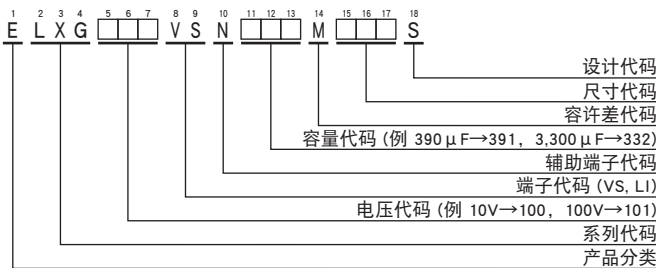 1 2 3 4 5 6 7 8 9 10 11 12 13 14 15 16 17 18
E L X G □□□ V S N □□□ M □□□ S
设计代码
尺寸代码
容许差代码
容量代码 (例 390μF→391，3,300μF→332)
辅助端子代码
端子代码 (VS, LI)
电压代码 (例 10V→100，100V→101)
系列代码
产品分类